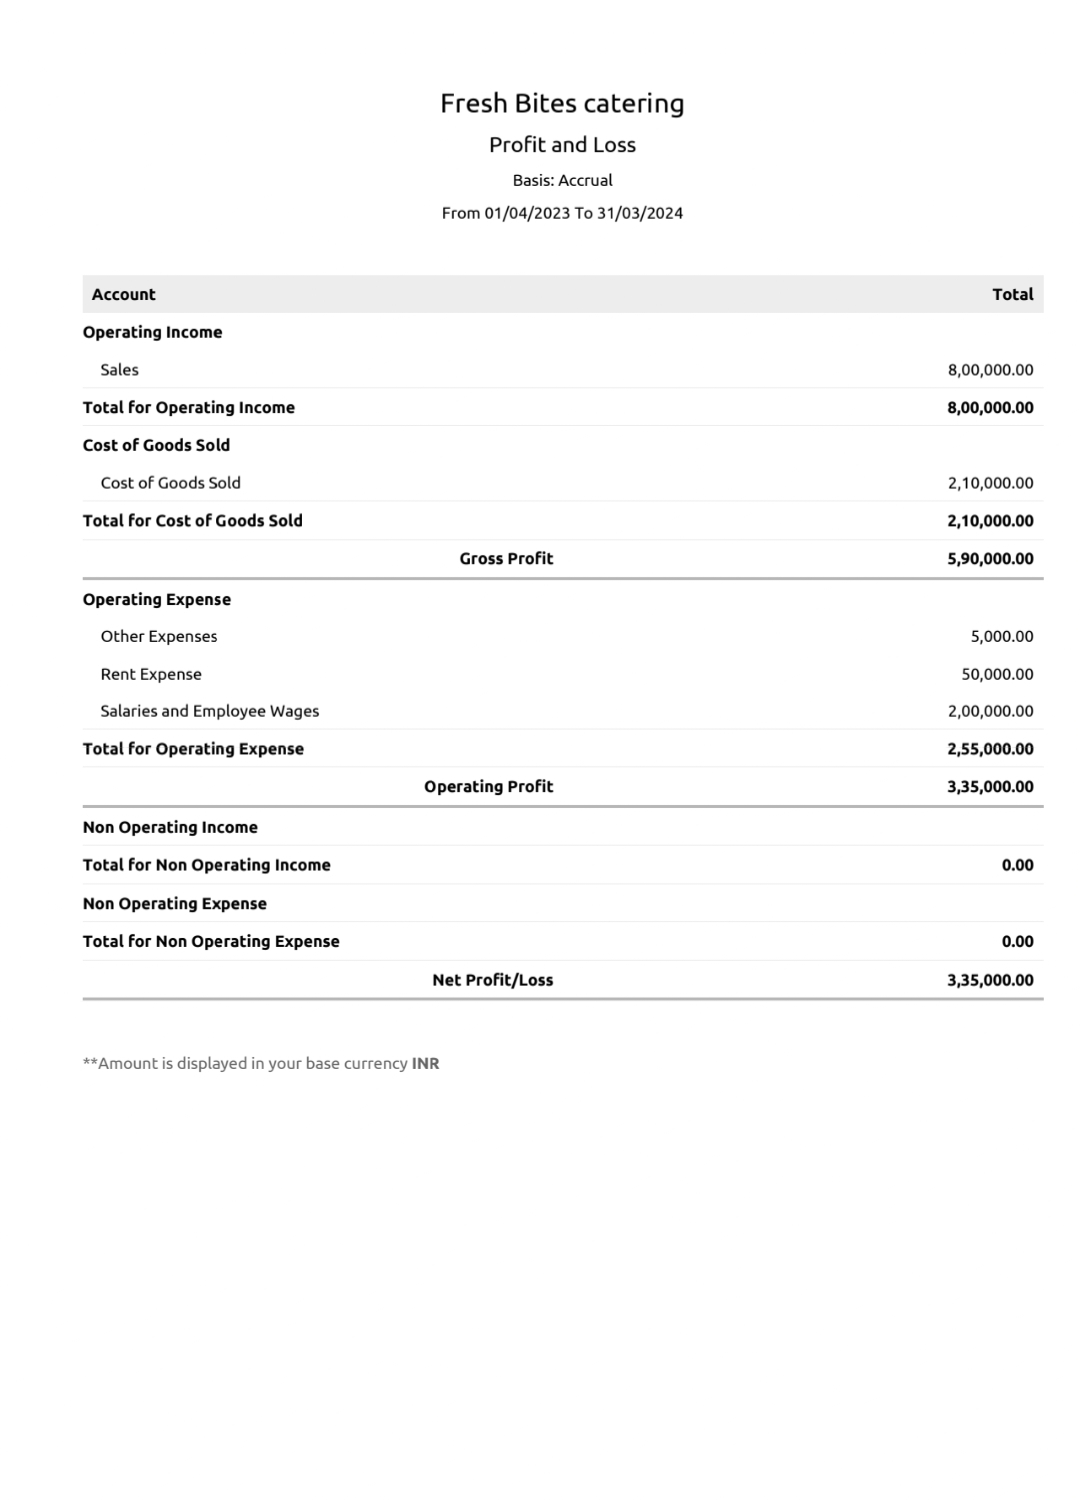 Fresh Bites catering
Profit and Loss
Basis: Accrual
From 01/04/2023 To 31/03/2024
Account Total
Operating Income
Sales 8,00,000.00
Total for Operating Income 8,00,000.00
Cost of Goods Sold
Cost of Goods Sold 2,10,000.00
Total for Cost of Goods Sold 2,10,000.00
Gross Profit 5,90,000.00
Operating Expense
Other Expenses 5,000.00
Rent Expense 50,000.00
Salaries and Employee Wages 2,00,000.00
Total for Operating Expense 2,55,000.00
Operating Profit 3,35,000.00
Non Operating Income
Total for Non Operating Income 0.00
Non Operating Expense
Total for Non Operating Expense 0.00
Net Profit/Loss 3,35,000.00
**Amount is displayed in your base currency INR